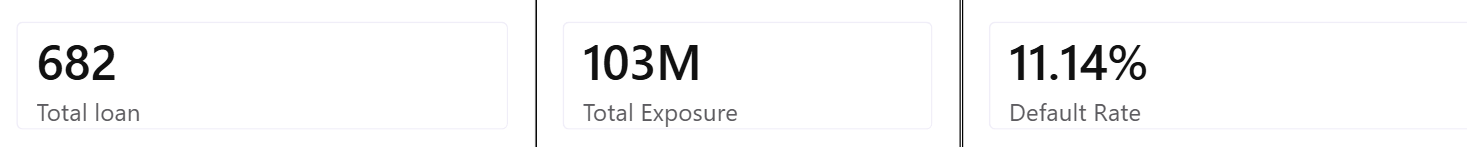 682
Total loan
103M
Total Exposure
11.14%
Default Rate